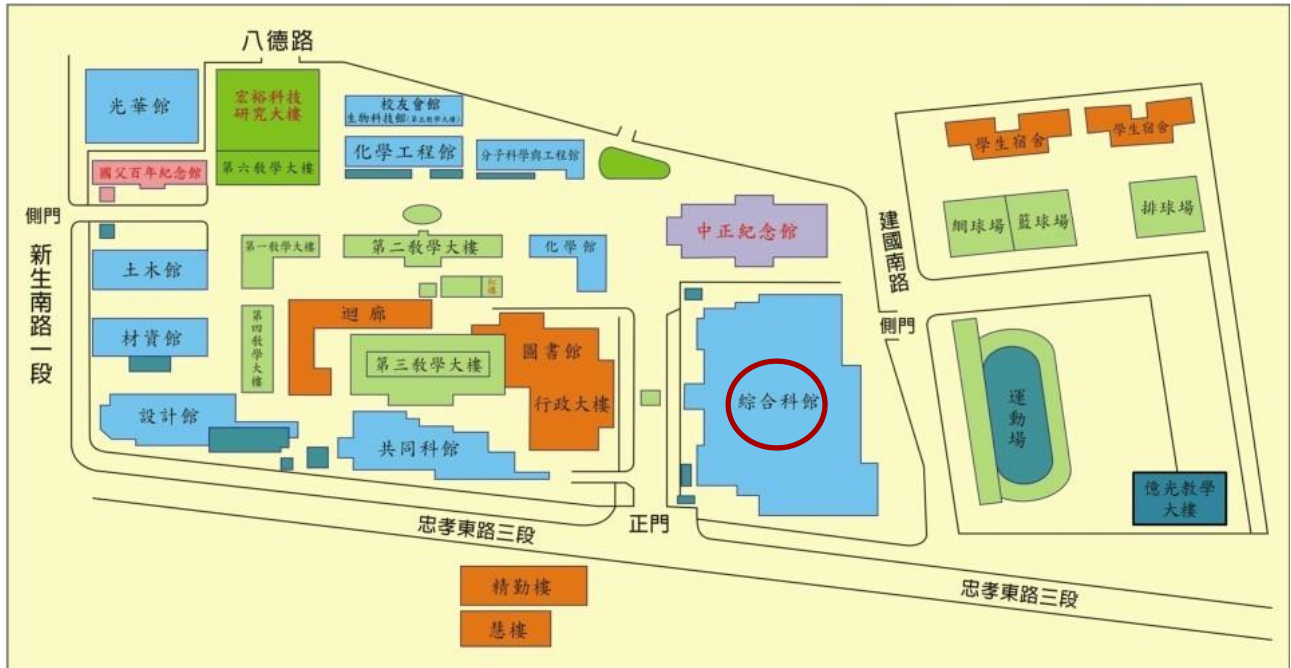 八德路
光華館
宏裕科技
研究大樓
校友會館
生物科技館(第五教學大樓)
化學工程館
分子科學與工程館
國父百年紀念館
第六教學大樓
側門
新生南路一段
土木館
第一教學大樓
第二教學大樓
化學館
中正紀念館
建國南路
學生宿舍
學生宿舍
網球場
籃球場
排球場
紅樓
材資館
第四教學大樓
迴廊
第三教學大樓
圖書館
行政大樓
綜合科館
側門
運動場
億光教學
大樓
設計館
共同科館
忠孝東路三段
正門
忠孝東路三段
精勤樓
慧樓